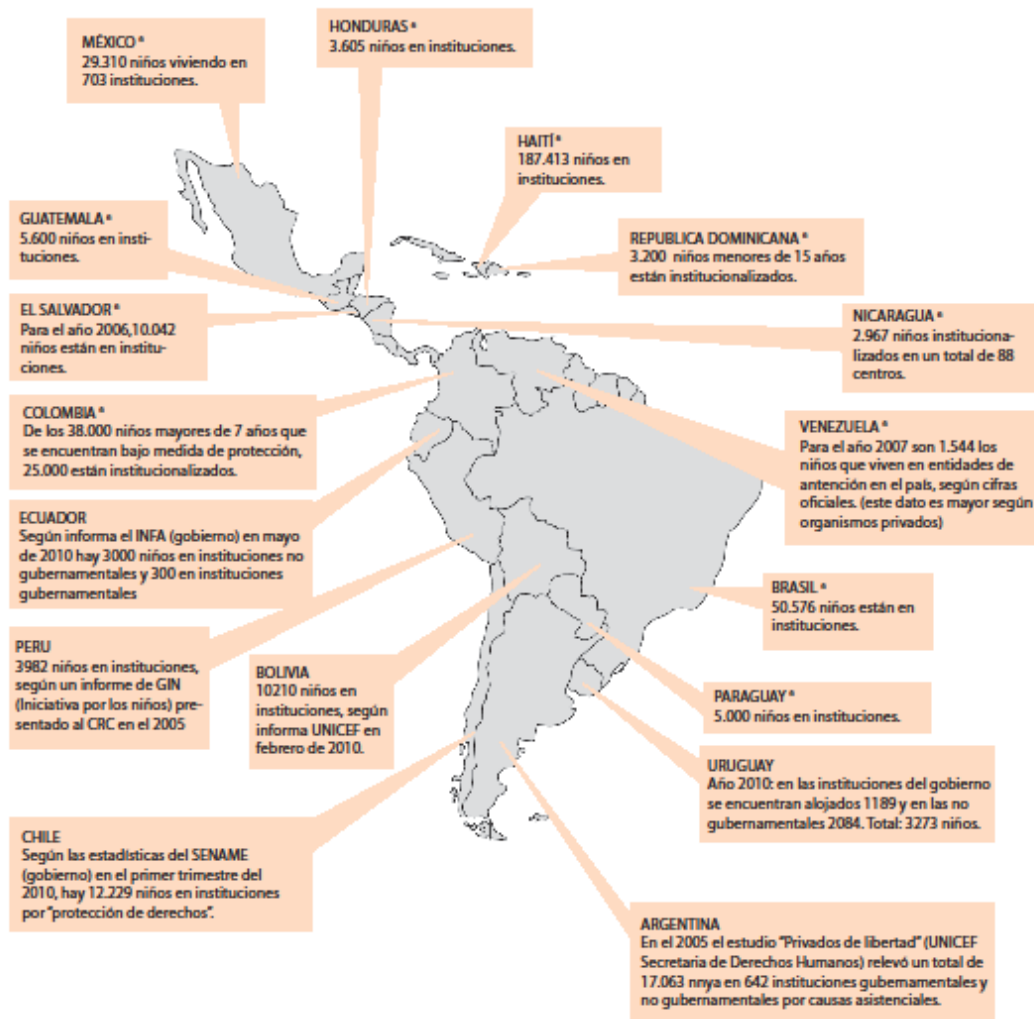 MÉXICO *
29.310 niños viviendo en
703 instituciones.
HONDURAS *
3.605 niños en instituciones.
HAITÍ *
187.413 niños en
instituciones.
GUATEMALA *
5.600 niños en insti-
tuciones.
REPUBLICA DOMINICANA *
3.200 niños menores de 15 años
están institucionalizados.
EL SALVADOR *
Para el año 2006,10.042
niños están en institu-
ciones.
NICARAGUA *
2.967 niños instituciona-
lizados en un total de 88
centros.
COLOMBIA *
De los 38.000 niños mayores de 7 años que
se encuentran bajo medida de protección,
25.000 están institucionalizados.
VENEZUELA *
Para el año 2007 son 1.544 los
niños que viven en entidades de
antención en el país, según cifras
oficiales. (este dato es mayor según
organismos privados)
ECUADOR
Según informa el INFA (gobierno) en mayo
de 2010 hay 3000 niños en instituciones no
gubernamentales y 300 en instituciones
gubernamentales
BRASIL *
50.576 niños están en
instituciones.
PERU
3982 niños en instituciones,
según un informe de GIN
(Iniciativa por los niños) pre-
sentado al CRC en el 2005
BOLIVIA
10210 niños en
instituciones, según
informa UNICEF en
febrero de 2010.
PARAGUAY *
5.000 niños en instituciones.
URUGUAY
Año 2010: en las instituciones del gobierno
se encuentran alojados 1189 y en las no
gubernamentales 2084. Total: 3273 niños.
CHILE
Según las estadísticas del SENAME
(gobierno) en el primer trimestre del
2010, hay 12.229 niños en instituciones
por "protección de derechos".
ARGENTINA
En el 2005 el estudio "Privados de libertad" (UNICEF
Secretaria de Derechos Humanos) relevó un total de
17.063 nnya en 642 instituciones gubernamentales y
no gubernamentales por causas asistenciales.